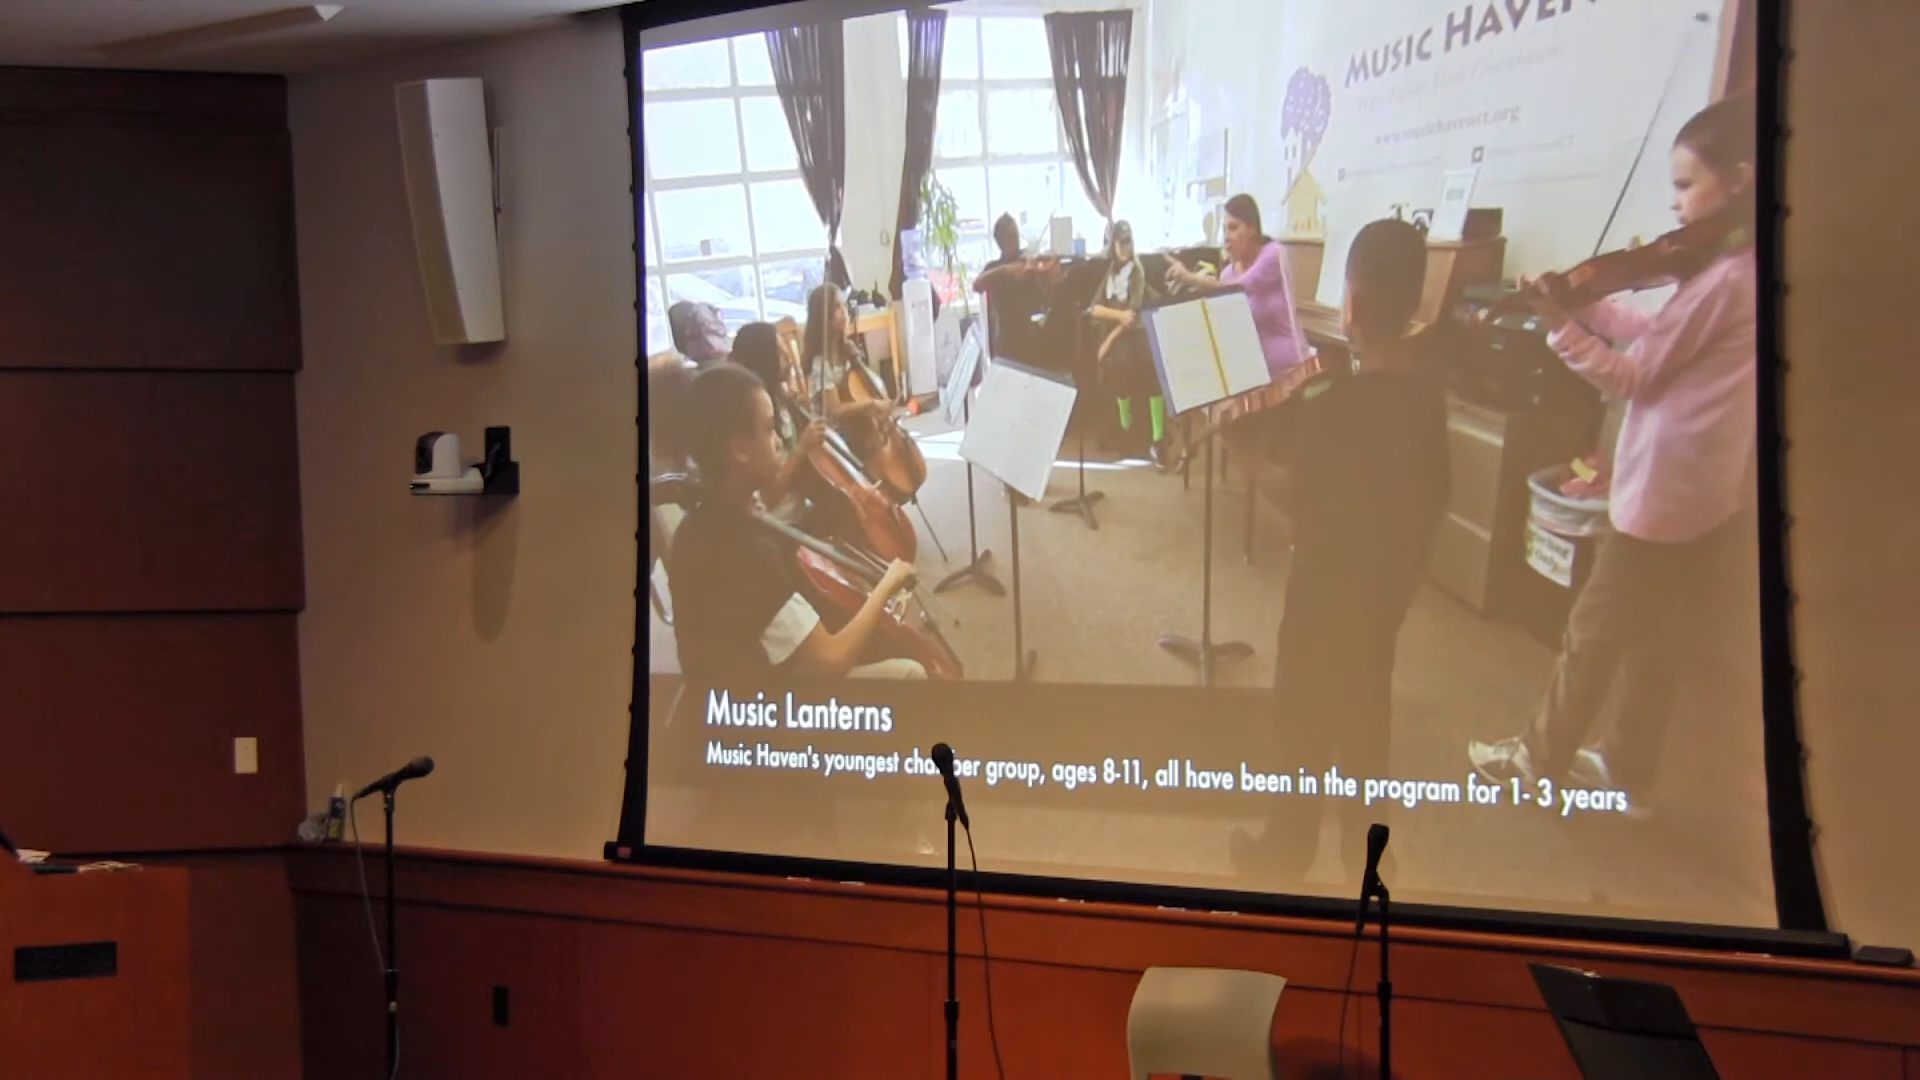 MUSIC HAVEN
www.musichavenct.org
Music Lanterns
Music Haven's youngest chamber group, ages 8-11, all have been in the program for 1- 3 years